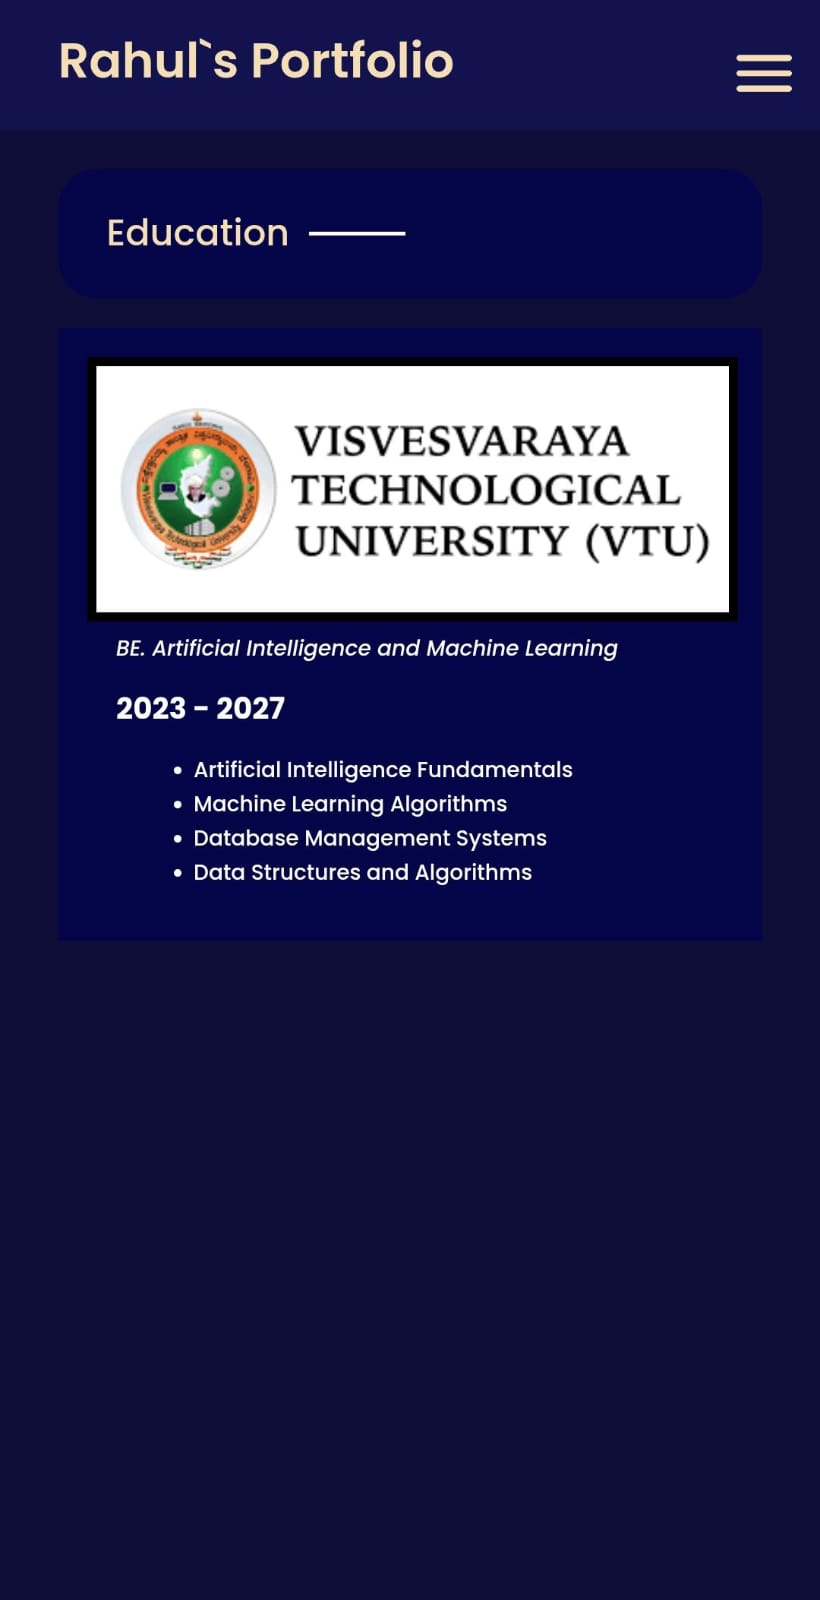 Rahul`s Portfolio
Education
VISVESVARAYA
TECHNOLOGICAL
UNIVERSITY (VTU)
BE. Artificial Intelligence and Machine Learning
2023 - 2027
• Artificial Intelligence Fundamentals
• Machine Learning Algorithms
• Database Management Systems
• Data Structures and Algorithms